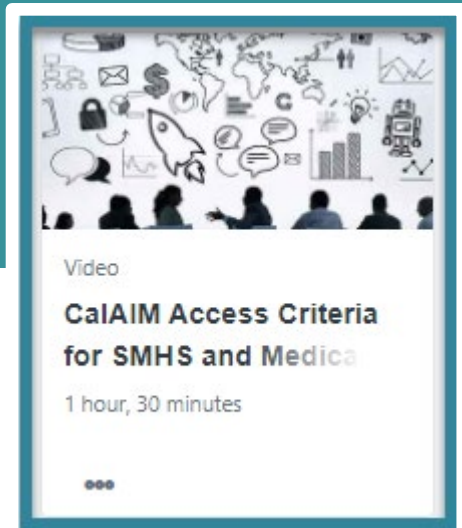 Video
CalAIM Access Criteria
for SMHS and Medica
1 hour, 30 minutes